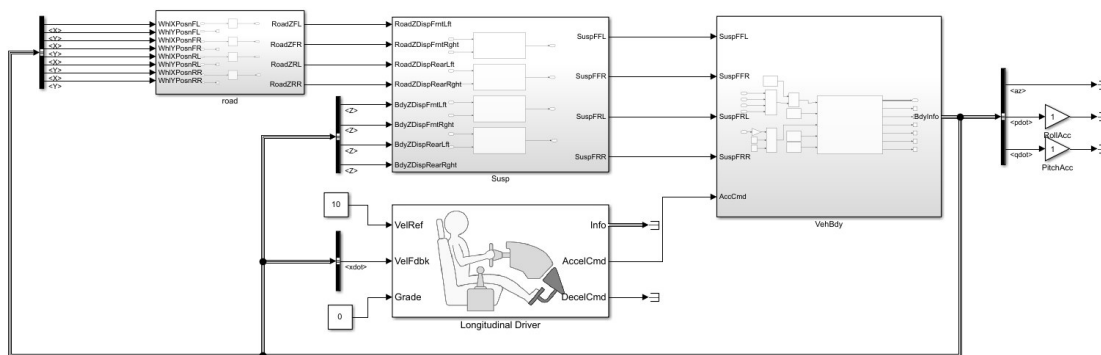 WhlXPosnFL
<X>
WhlYPosnFL
<Y>
WhlXPosnFR
<X>
WhlYPosnFR
<Y>
WhlXPosnRL
<X>
WhlYPosnRL
<Y>
WhlXPosnRR
<X>
WhlYPosnRR
<Y>
RoadZFL
RoadZFR
RoadZRL
RoadZRR
road
RoadZDispFrntLft
RoadZDispFrntRght
RoadZDispRearLft
RoadZDispRearRght
BdyZDispFrntLft
<Z>
BdyZDispFrntRght
<Z>
BdyZDispRearLft
<Z>
BdyZDispRearRght
<Z>
SuspFFL
SuspFFR
SuspFRL
SuspFRR
Susp
SuspFFL
SuspFFR
SuspFRL
SuspFRR
AccCmd
BdyInfo
VehBdy
<az>
<pdot>
1
RollAcc
<qdot>
1
PitchAcc
10
VelRef
<xdot>
VelFdbk
0
Grade
Info
AccelCmd
DecelCmd
Longitudinal Driver